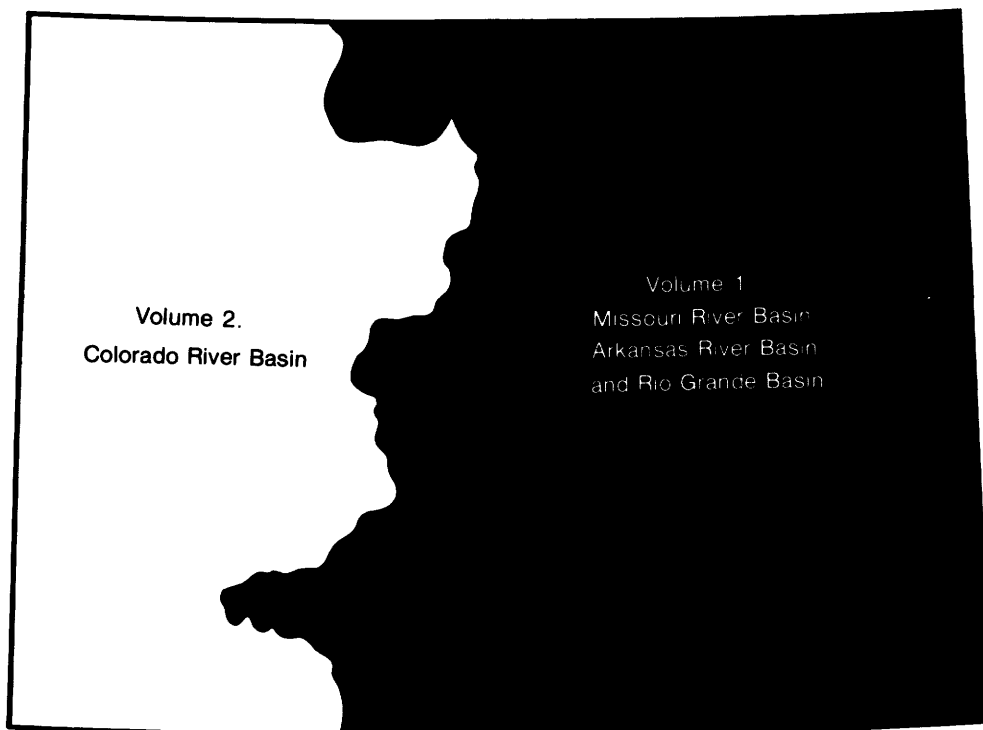 Volume 2.
Colorado River Basin
Volume 1
Missouri River Basin
Arkansas River Basin
and Rio Grande Basin